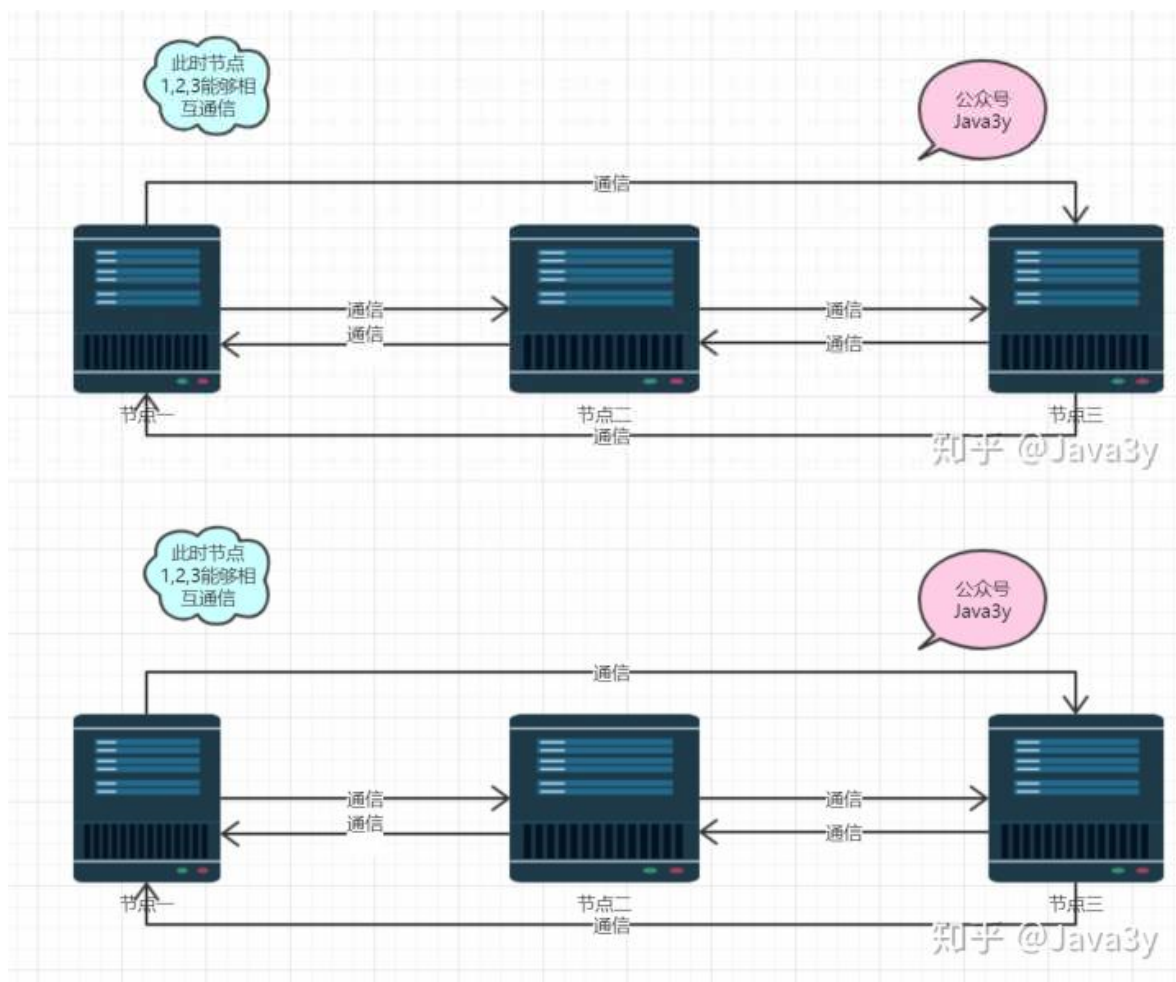 此时节点
1,2,3能够相
互通信
公众号
Java3y
通信
通信
通信
通信
通信
节点一
节点二
节点三
通信
知乎 @Java3y
此时节点
1,2,3能够相
互通信
公众号
Java3y
通信
通信
通信
通信
通信
节点一
节点二
节点三
通信
知乎 @Java3y